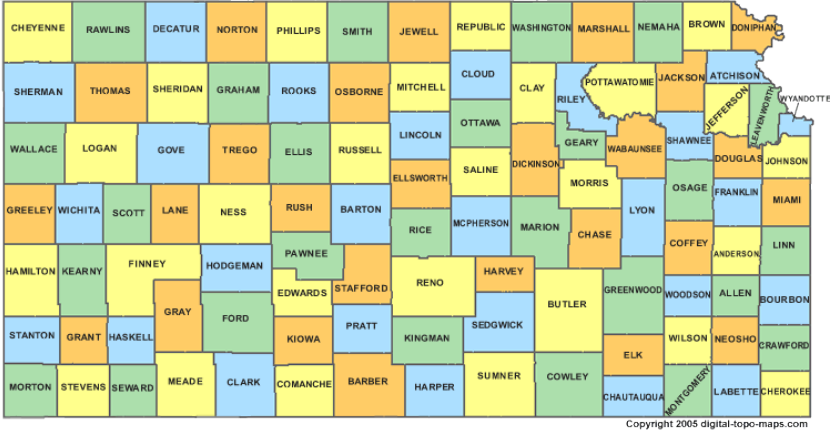 CHEYENNE RAWLINS DECATUR NORTON PHILLIPS SMITH JEWELL REPUBLIC WASHINGTON MARSHALL NEMAHA BROWN DONIPHAN
SHERMAN THOMAS SHERIDAN GRAHAM ROOKS OSBORNE MITCHELL CLOUD CLAY RILEY POTTAWATOMIE JACKSON ATCHISON
JEFFERSON LEAVENWORTH WYANDOTTE
WALLACE LOGAN GOVE TREGO ELLIS RUSSELL LINCOLN OTTAWA GEARY WABAUNSEE SHAWNEE DOUGLAS JOHNSON
ELLSWORTH SALINE DICKINSON MORRIS
GREELEY WICHITA SCOTT LANE NESS RUSH BARTON RICE MCPHERSON MARION CHASE LYON OSAGE FRANKLIN MIAMI
HAMILTON KEARNY FINNEY HODGEMAN PAWNEE STAFFORD RENO HARVEY COFFEY ANDERSON LINN
EDWARDS BUTLER GREENWOOD WOODSON ALLEN BOURBON
GRAY FORD
STANTON GRANT HASKELL KIOWA PRATT KINGMAN SEDGWICK WILSON NEOSHO CRAWFORD
ELK
MORTON STEVENS SEWARD MEADE CLARK COMANCHE BARBER HARPER SUMNER COWLEY CHAUTAUQUA MONTGOMERY LABETTE CHEROKEE
Copyright 2005 digital-topo-maps.com